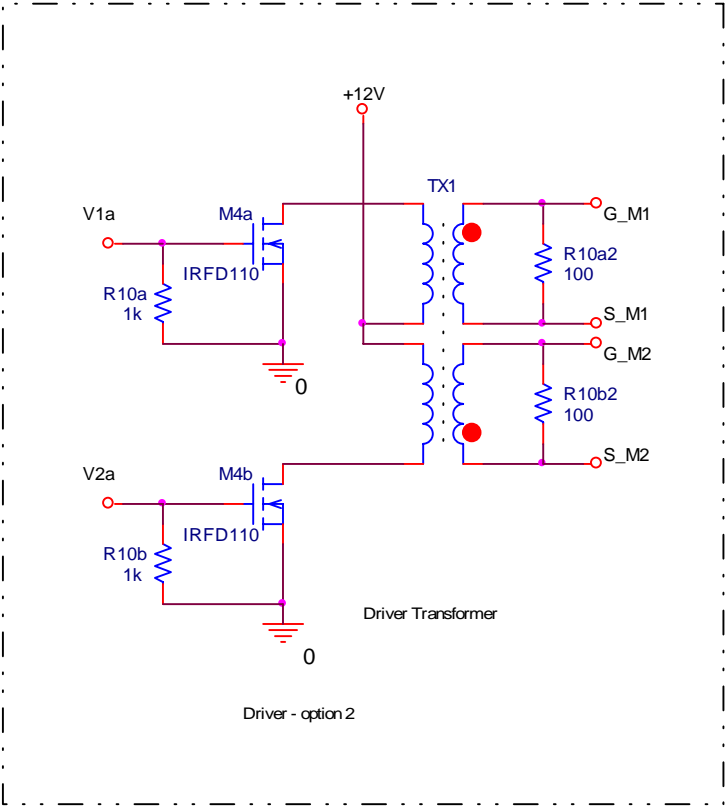 +12V
TX1
V1a
M4a
G_M1
R10a2
100
IRFD110
R10a
1k
S_M1
G_M2
0
R10b2
100
S_M2
V2a
M4b
IRFD110
R10b
1k
Driver Transformer
0
Driver - option 2